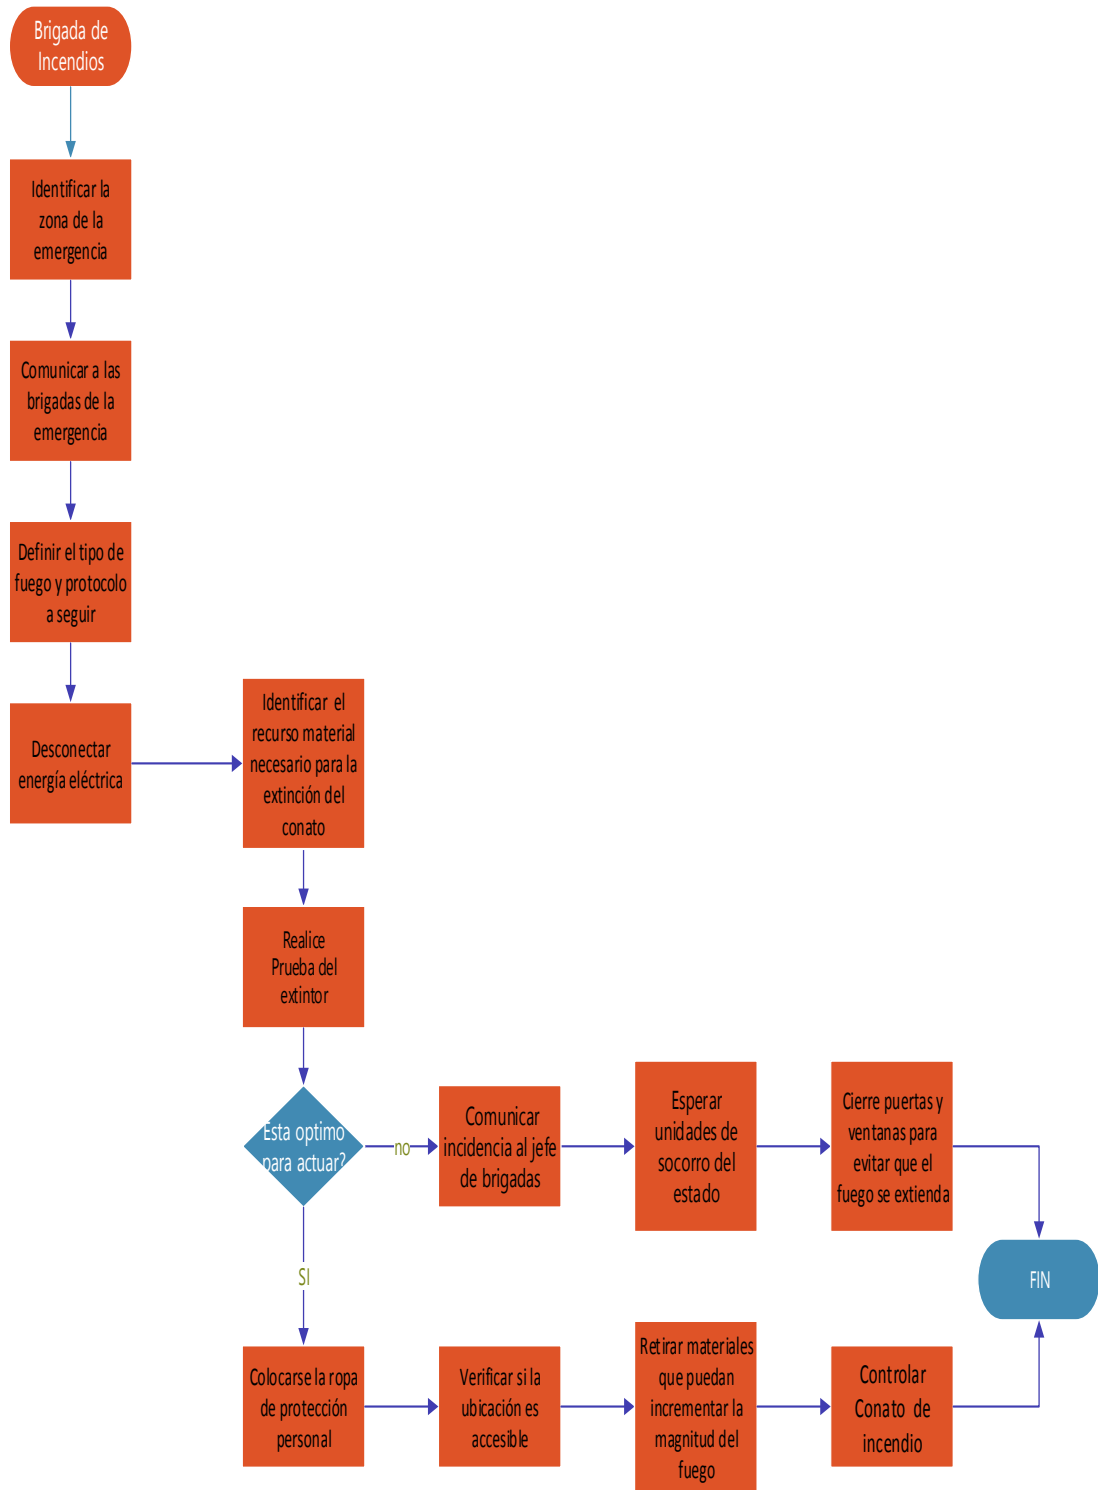 Brigada de
Incendios
Identificar la
zona de la
emergencia
Comunicar a las
brigadas de la
emergencia
Definir el tipo de
fuego y protocolo
a seguir
Desconectar
energía eléctrica
Identificar el
recurso material
necesario para la
extinción del
conato
Realice
Prueba del
extintor
Esta optimo
para actuar?
no
Comunicar
incidencia al jefe
de brigadas
Esperar
unidades de
socorro del
estado
Cierre puertas y
ventanas para
evitar que el
fuego se extienda
FIN
SI
Colocarse la ropa
de protección
personal
Verificar si la
ubicación es
accesible
Retirar materiales
que puedan
incrementar la
magnitud del
fuego
Controlar
Conato de
incendio